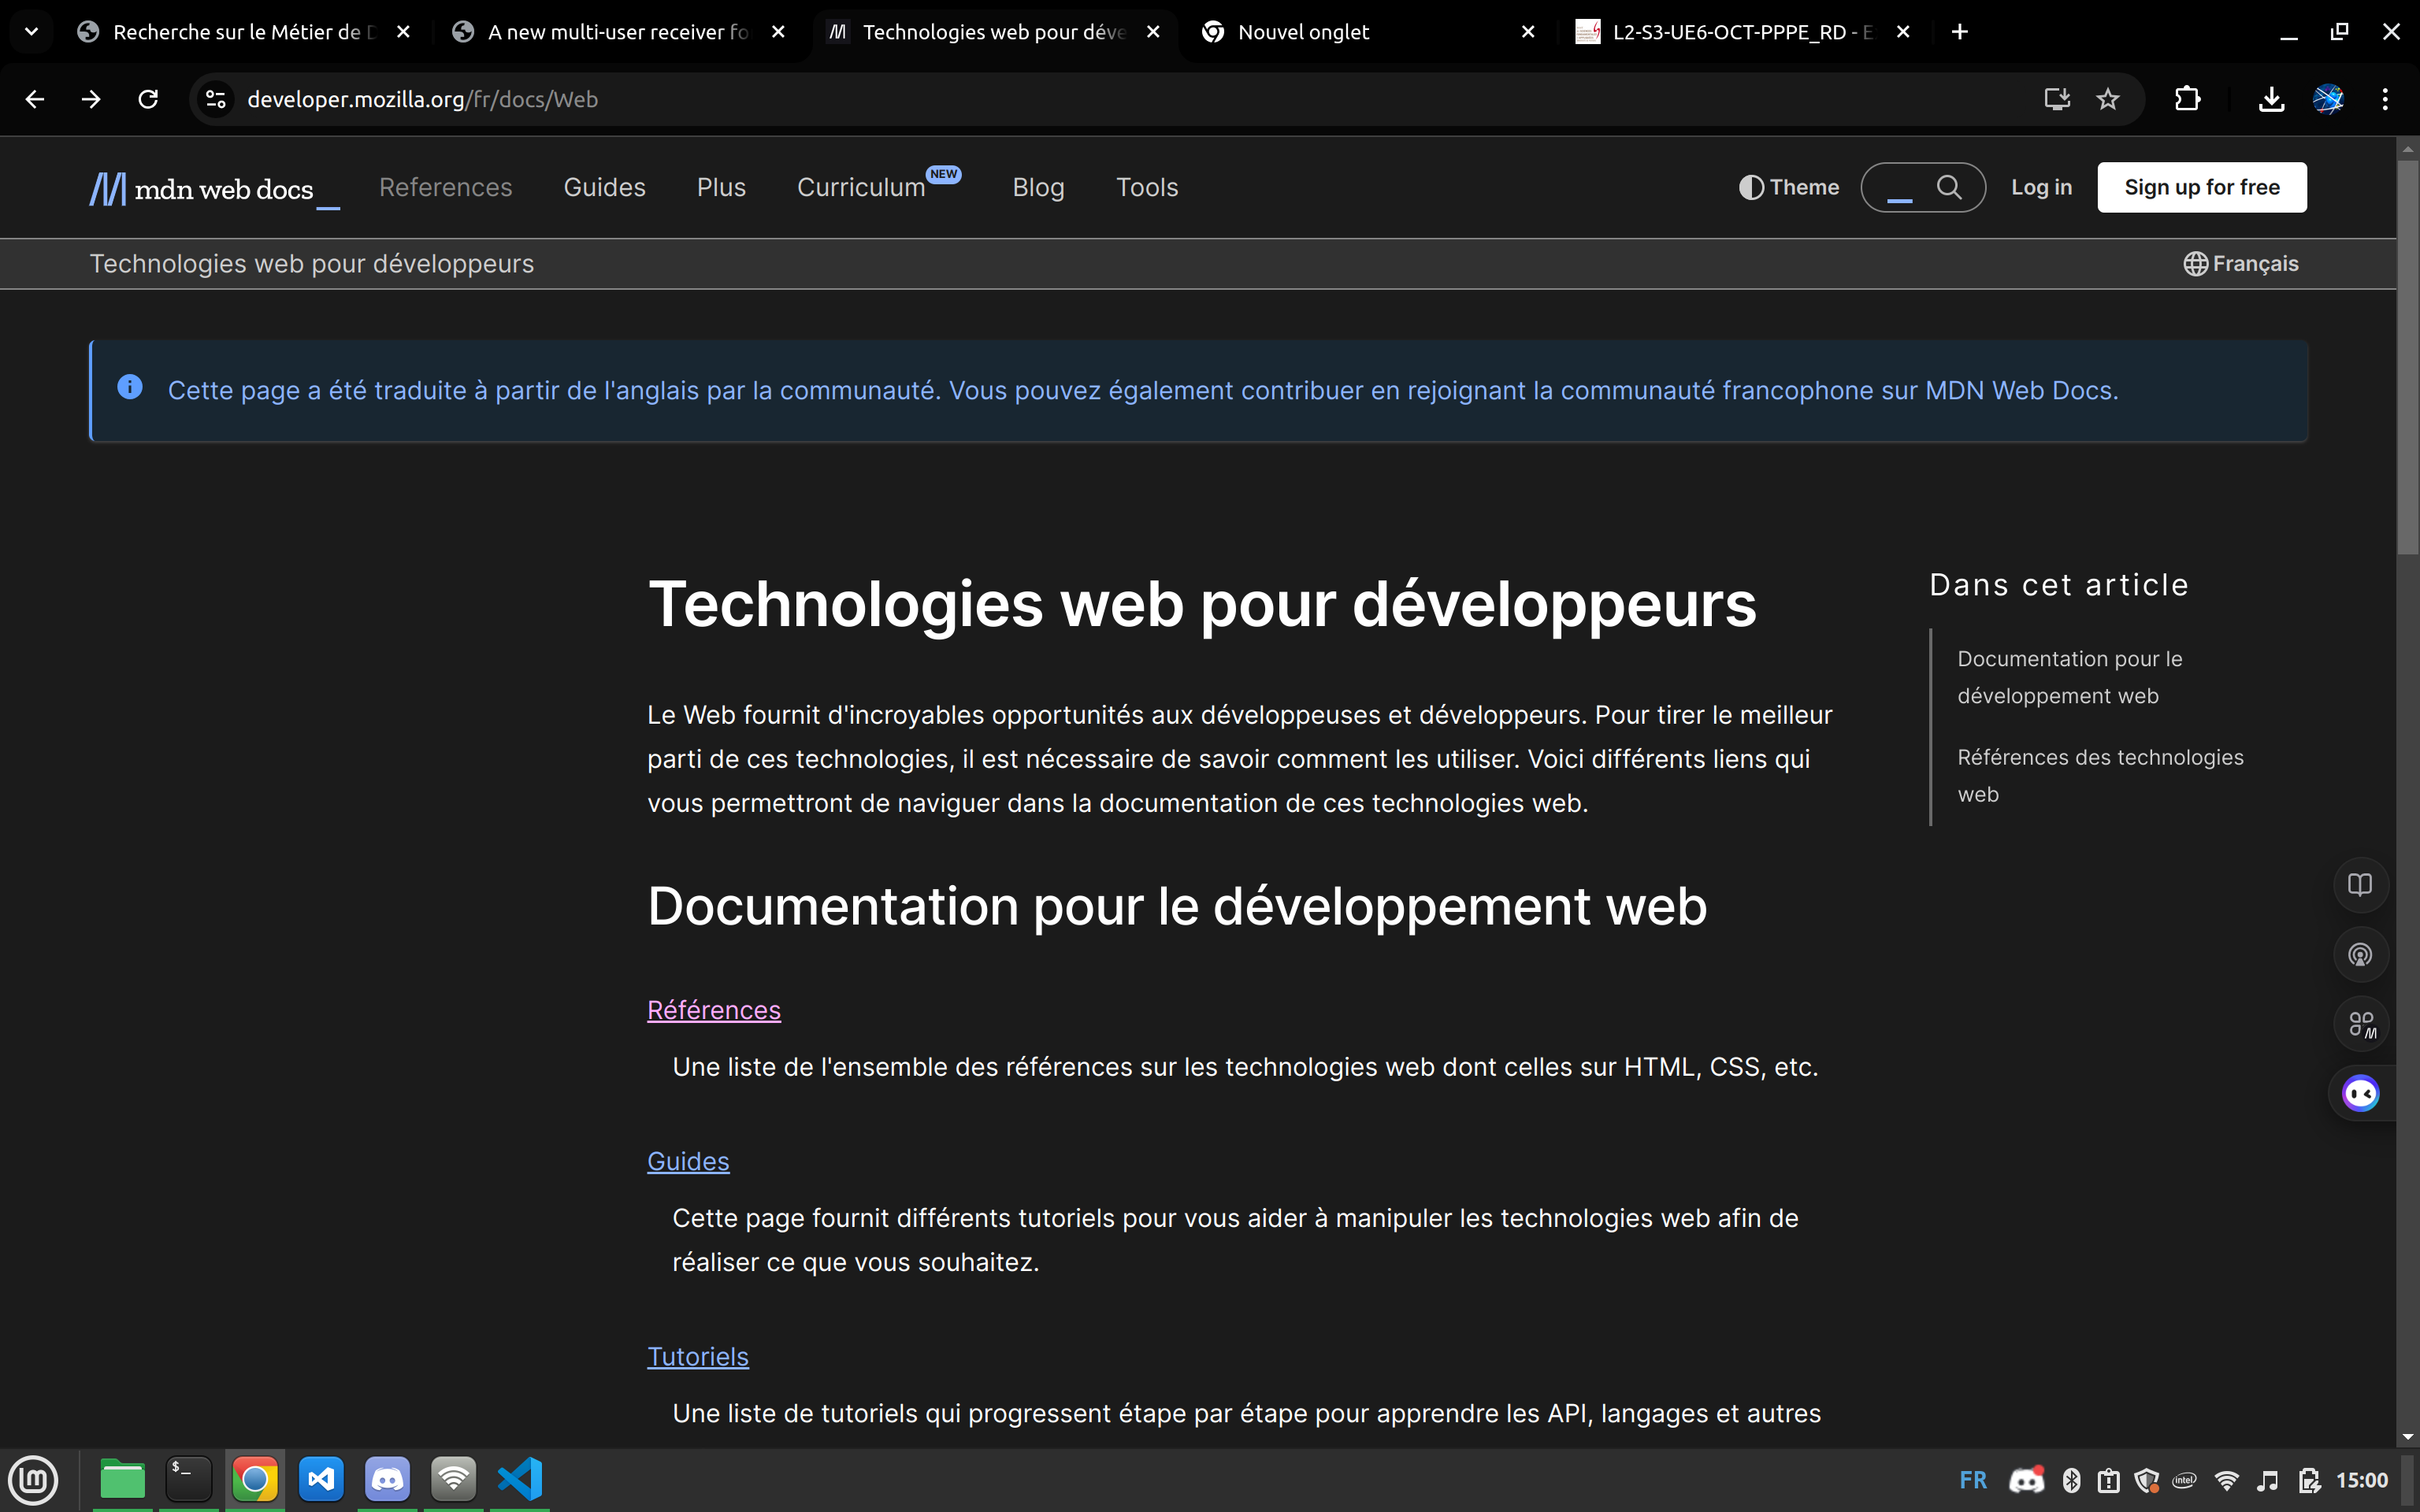 Recherche sur le Métier de D
A new multi-user receiver fo
Technologies web pour déve
Nouvel onglet
L2-S3-UE6-OCT-PPPE_RD - E
developer.mozilla.org/fr/docs/Web
mdn web docs_ References Guides Plus Curriculum NEW Blog Tools Theme Log in Sign up for free
Technologies web pour développeurs Français
Cette page a été traduite à partir de l'anglais par la communauté. Vous pouvez également contribuer en rejoignant la communauté francophone sur MDN Web Docs.
Technologies web pour développeurs
Le Web fournit d'incroyables opportunités aux développeuses et développeurs. Pour tirer le meilleur
parti de ces technologies, il est nécessaire de savoir comment les utiliser. Voici différents liens qui
vous permettront de naviguer dans la documentation de ces technologies web.
Documentation pour le développement web
Références
Une liste de l'ensemble des références sur les technologies web dont celles sur HTML, CSS, etc.
Guides
Cette page fournit différents tutoriels pour vous aider à manipuler les technologies web afin de
réaliser ce que vous souhaitez.
Tutoriels
Une liste de tutoriels qui progressent étape par étape pour apprendre les API, langages et autres
Dans cet article
Documentation pour le
développement web
Références des technologies
web
$_
FR intel 15:00